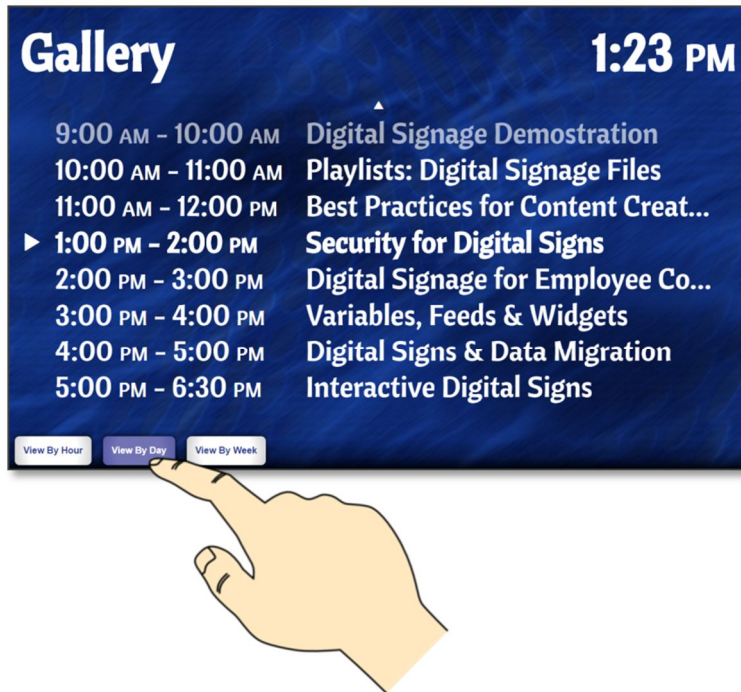 Gallery 1:23 PM
9:00 AM – 10:00 AM Digital Signage Demostration
10:00 AM – 11:00 AM Playlists: Digital Signage Files
11:00 AM – 12:00 PM Best Practices for Content Creat...
1:00 PM – 2:00 PM Security for Digital Signs
2:00 PM – 3:00 PM Digital Signage for Employee Co...
3:00 PM – 4:00 PM Variables, Feeds & Widgets
4:00 PM – 5:00 PM Digital Signs & Data Migration
5:00 PM – 6:30 PM Interactive Digital Signs
View By Hour View By Day View By Week